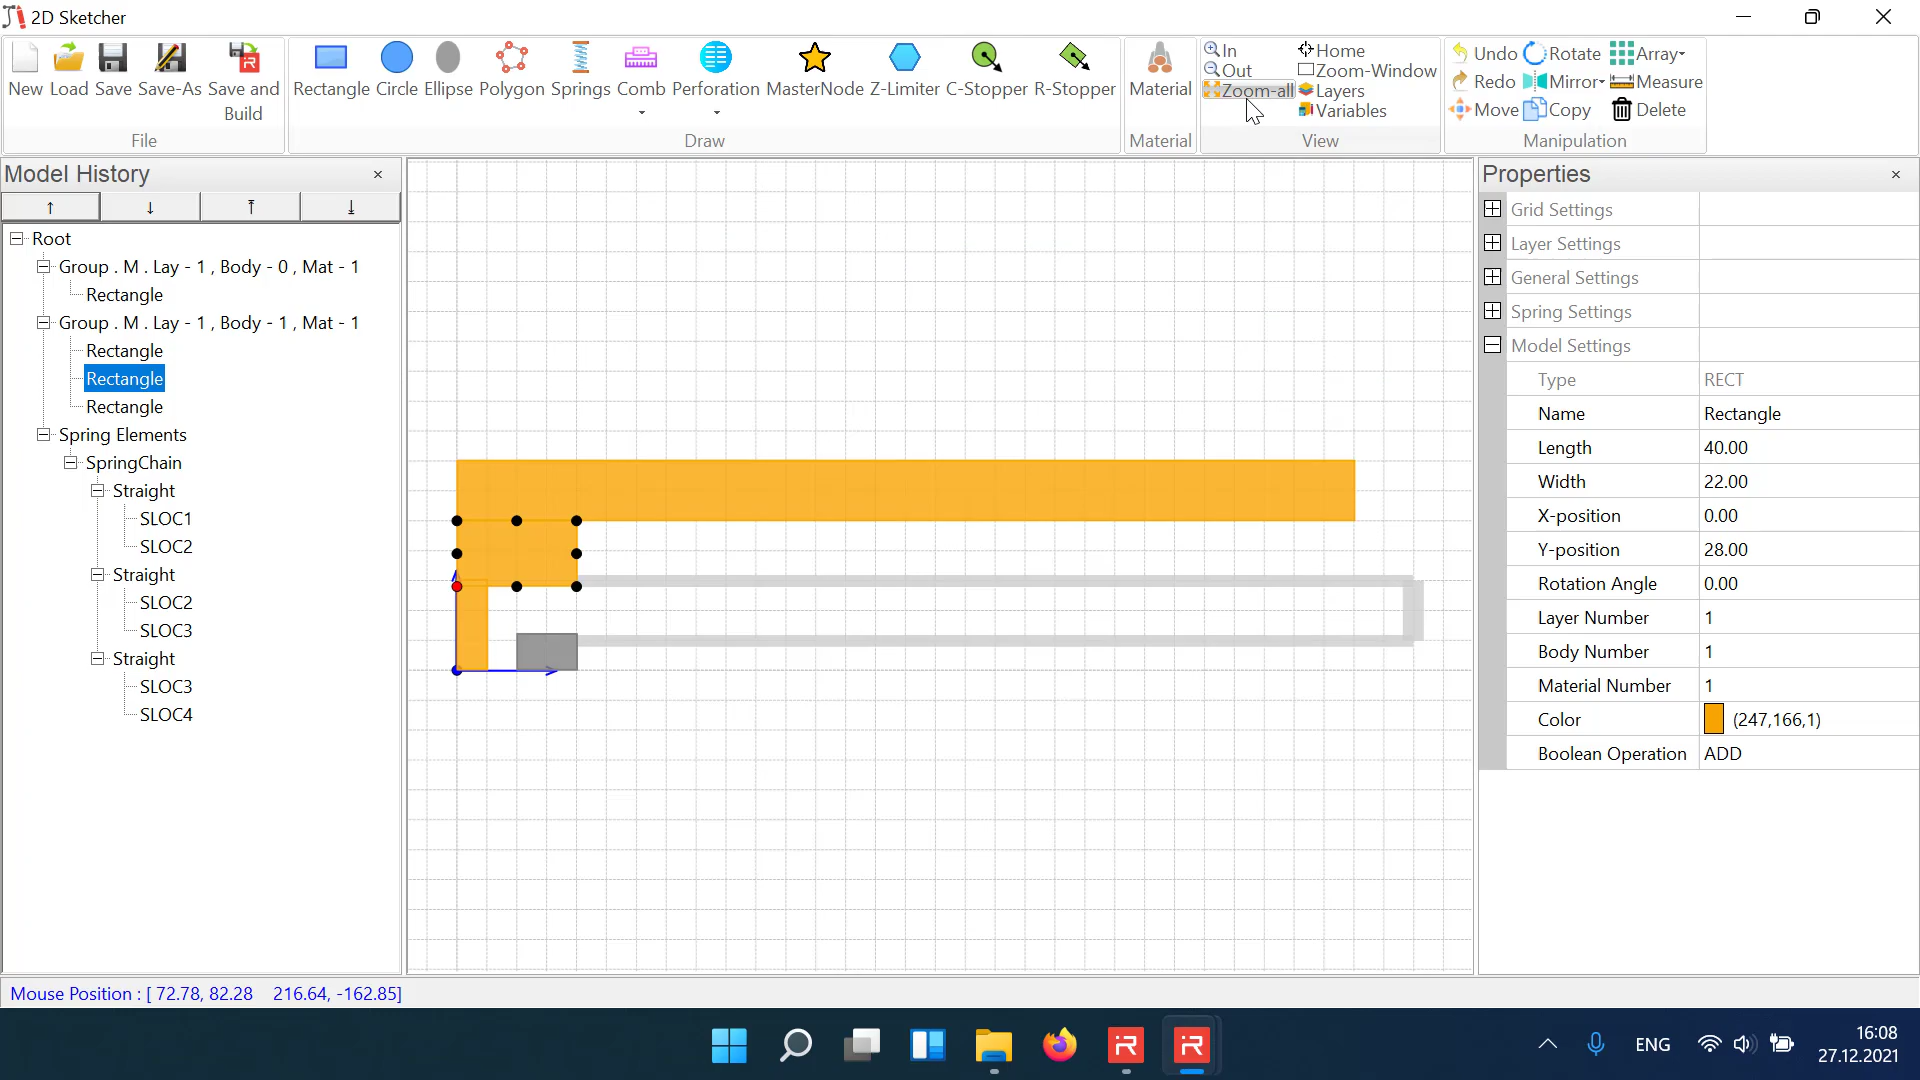 2D Sketcher
New Load Save Save-As Save and Build
File
Rectangle Circle Ellipse Polygon Springs Comb Perforation MasterNode Z-Limiter C-Stopper R-Stopper
Draw
Material
Material
In
Out
Zoom-all
Home
Zoom-Window
Layers
Variables
View
Undo Rotate Array
Redo Mirror Measure
Move Copy Delete
Manipulation
Model History
Root
Group . M . Lay - 1 , Body - 0 , Mat - 1
Rectangle
Group . M . Lay - 1 , Body - 1 , Mat - 1
Rectangle
Rectangle
Rectangle
Spring Elements
SpringChain
Straight
SLOC1
SLOC2
Straight
SLOC2
SLOC3
Straight
SLOC3
SLOC4
Properties
Grid Settings
Layer Settings
General Settings
Spring Settings
Model Settings
Type RECT
Name Rectangle
Length 40.00
Width 22.00
X-position 0.00
Y-position 28.00
Rotation Angle 0.00
Layer Number 1
Body Number 1
Material Number 1
Color (247,166,1)
Boolean Operation ADD
Mouse Position : [ 72.78, 82.28 216.64, -162.85]
ENG
16:08
27.12.2021